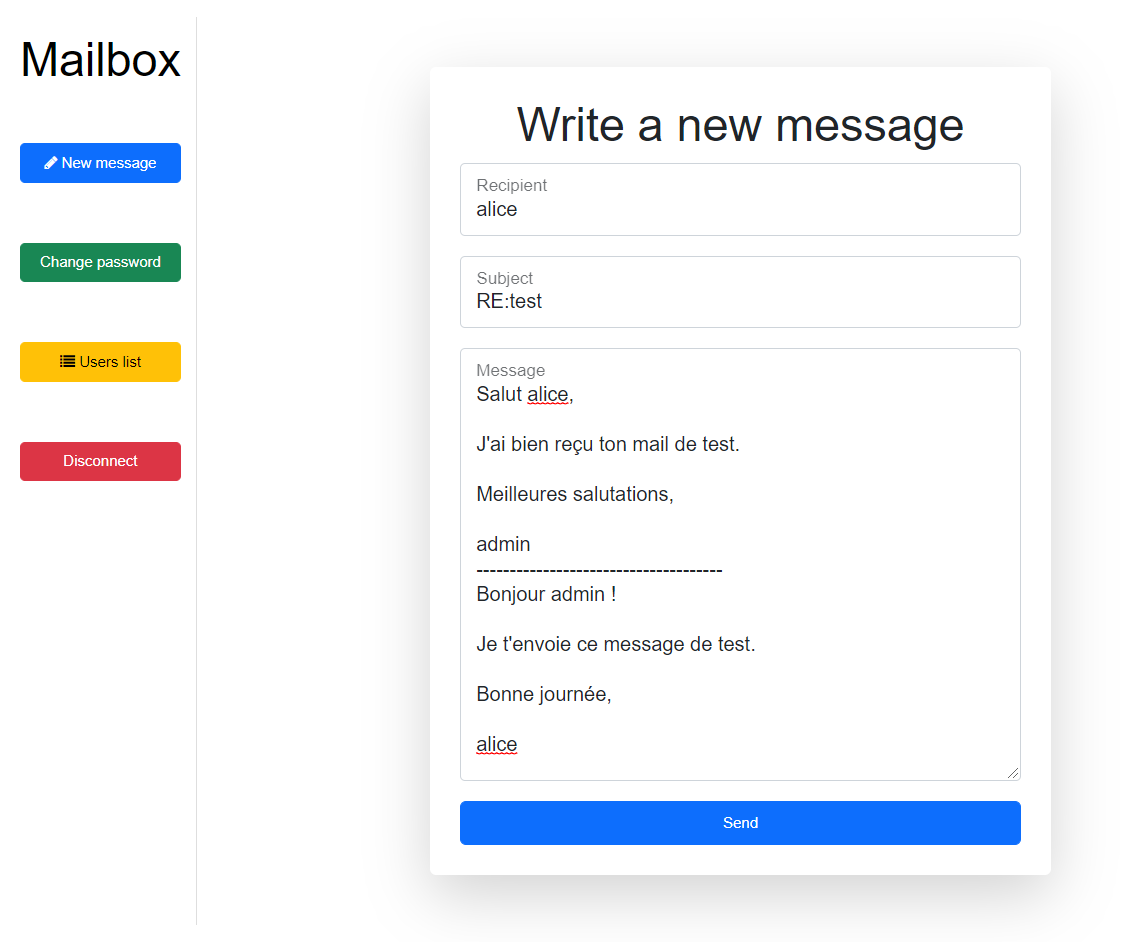 Mailbox
New message
Change password
Users list
Disconnect
Write a new message
Recipient
alice
Subject
RE:test
Message
Salut alice,
J'ai bien reçu ton mail de test.
Meilleures salutations,
admin
-------------------------------------
Bonjour admin !
Je t'envoie ce message de test.
Bonne journée,
alice
Send